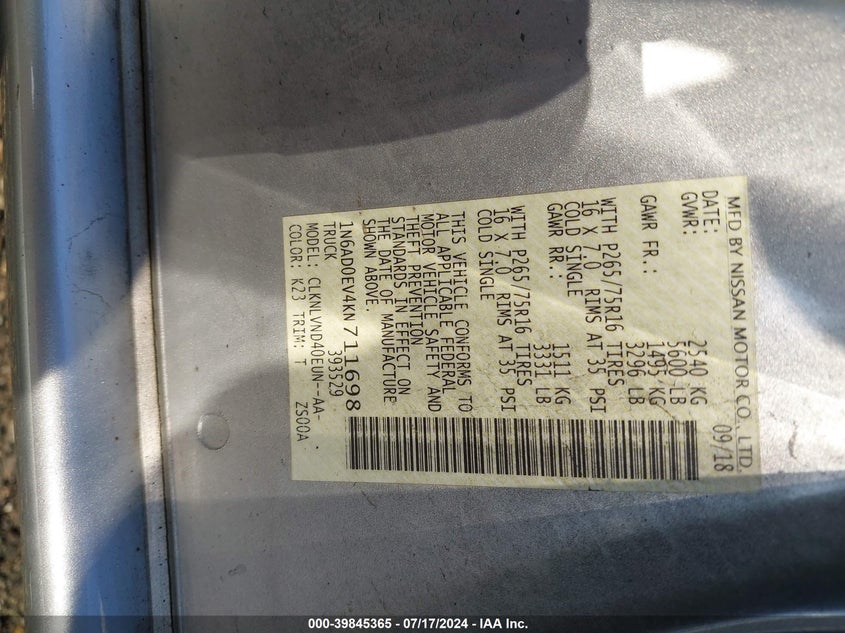 MFD BY NISSAN MOTOR CO., LTD.
DATE: 09/18
GVWR: 2540 KG
5600 LB
GAWR FR.: 1495 KG
3296 LB
WITH P265/75R16 TIRES
16 X 7.0 RIMS AT 35 PSI
COLD SINGLE
GAWR RR.: 1511 KG
3331 LB
WITH P265/75R16 TIRES
16 X 7.0 RIMS AT 35 PSI
COLD SINGLE
THIS VEHICLE CONFORMS TO
ALL APPLICABLE FEDERAL
MOTOR VEHICLE SAFETY AND
THEFT PREVENTION
STANDARDS IN EFFECT ON
THE DATE OF MANUFACTURE
SHOWN ABOVE.
1N6AD0EV4KN711698
TRUCK 393529
MODEL: CLKNLVND40EUN--AA-
COLOR: K23 TRIM: T ZS00A
000-39845365 - 07/17/2024 - IAA Inc.